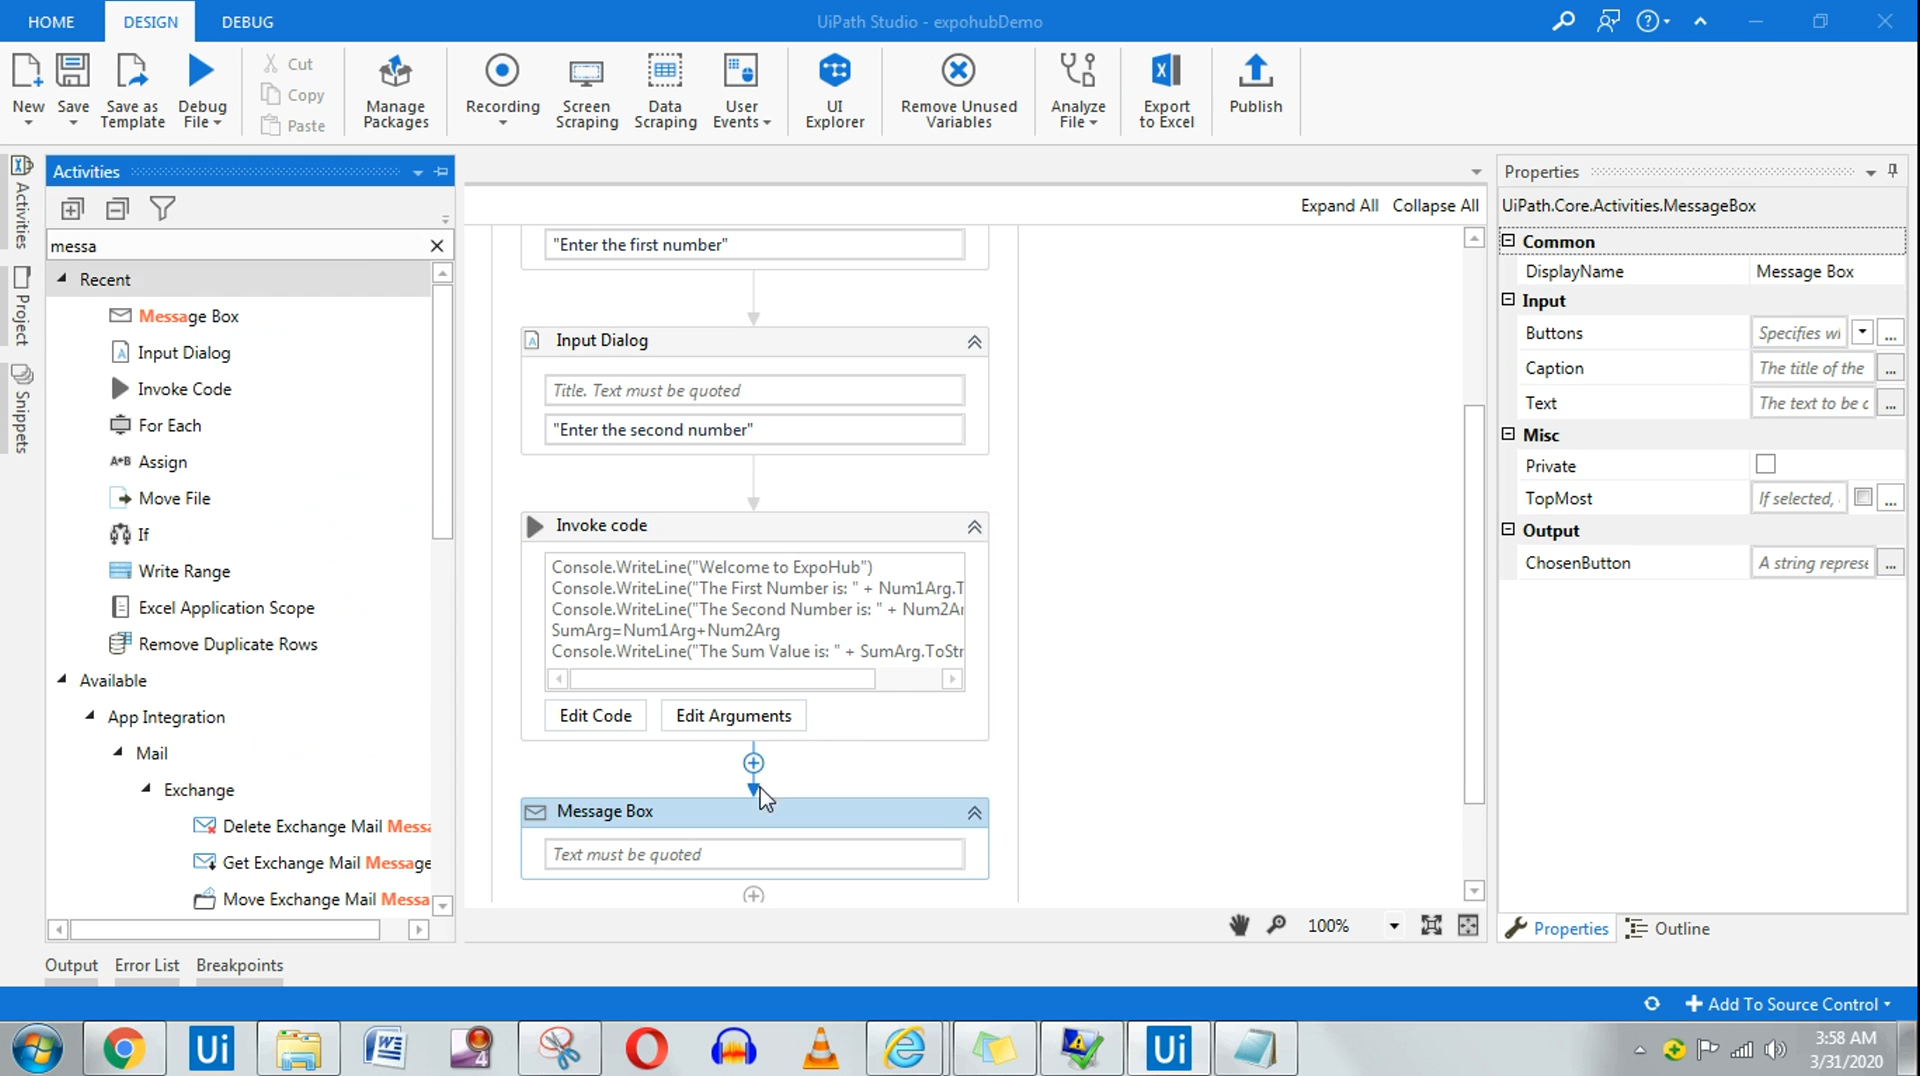 HOME DESIGN DEBUG UiPath Studio - expohubDemo
New Save Save as Template Debug File Cut Copy Paste Manage Packages Recording Screen Scraping Data Scraping User Events UI Explorer Remove Unused Variables Analyze File Export to Excel Publish
Activities
Project
Snippets
Activities
messa
Recent
Message Box
Input Dialog
Invoke Code
For Each
A+B Assign
Move File
If
Write Range
Excel Application Scope
Remove Duplicate Rows
Available
App Integration
Mail
Exchange
Delete Exchange Mail Messa
Get Exchange Mail Message
Move Exchange Mail Messa
Expand All Collapse All
"Enter the first number"
Input Dialog
Title. Text must be quoted
"Enter the second number"
Invoke code
Console.WriteLine("Welcome to ExpoHub")
Console.WriteLine("The First Number is: " + Num1Arg.T
Console.WriteLine("The Second Number is: " + Num2Ar
SumArg=Num1Arg+Num2Arg
Console.WriteLine("The Sum Value is: " + SumArg.ToStr
Edit Code Edit Arguments
Message Box
Text must be quoted
100%
Properties
UiPath.Core.Activities.MessageBox
Common
DisplayName Message Box
Input
Buttons Specifies wi ...
Caption The title of the ...
Text The text to be c ...
Misc
Private
TopMost If selected, ...
Output
ChosenButton A string represe ...
Properties Outline
Output Error List Breakpoints
Add To Source Control
Ui
4
Ui
3:58 AM
3/31/2020